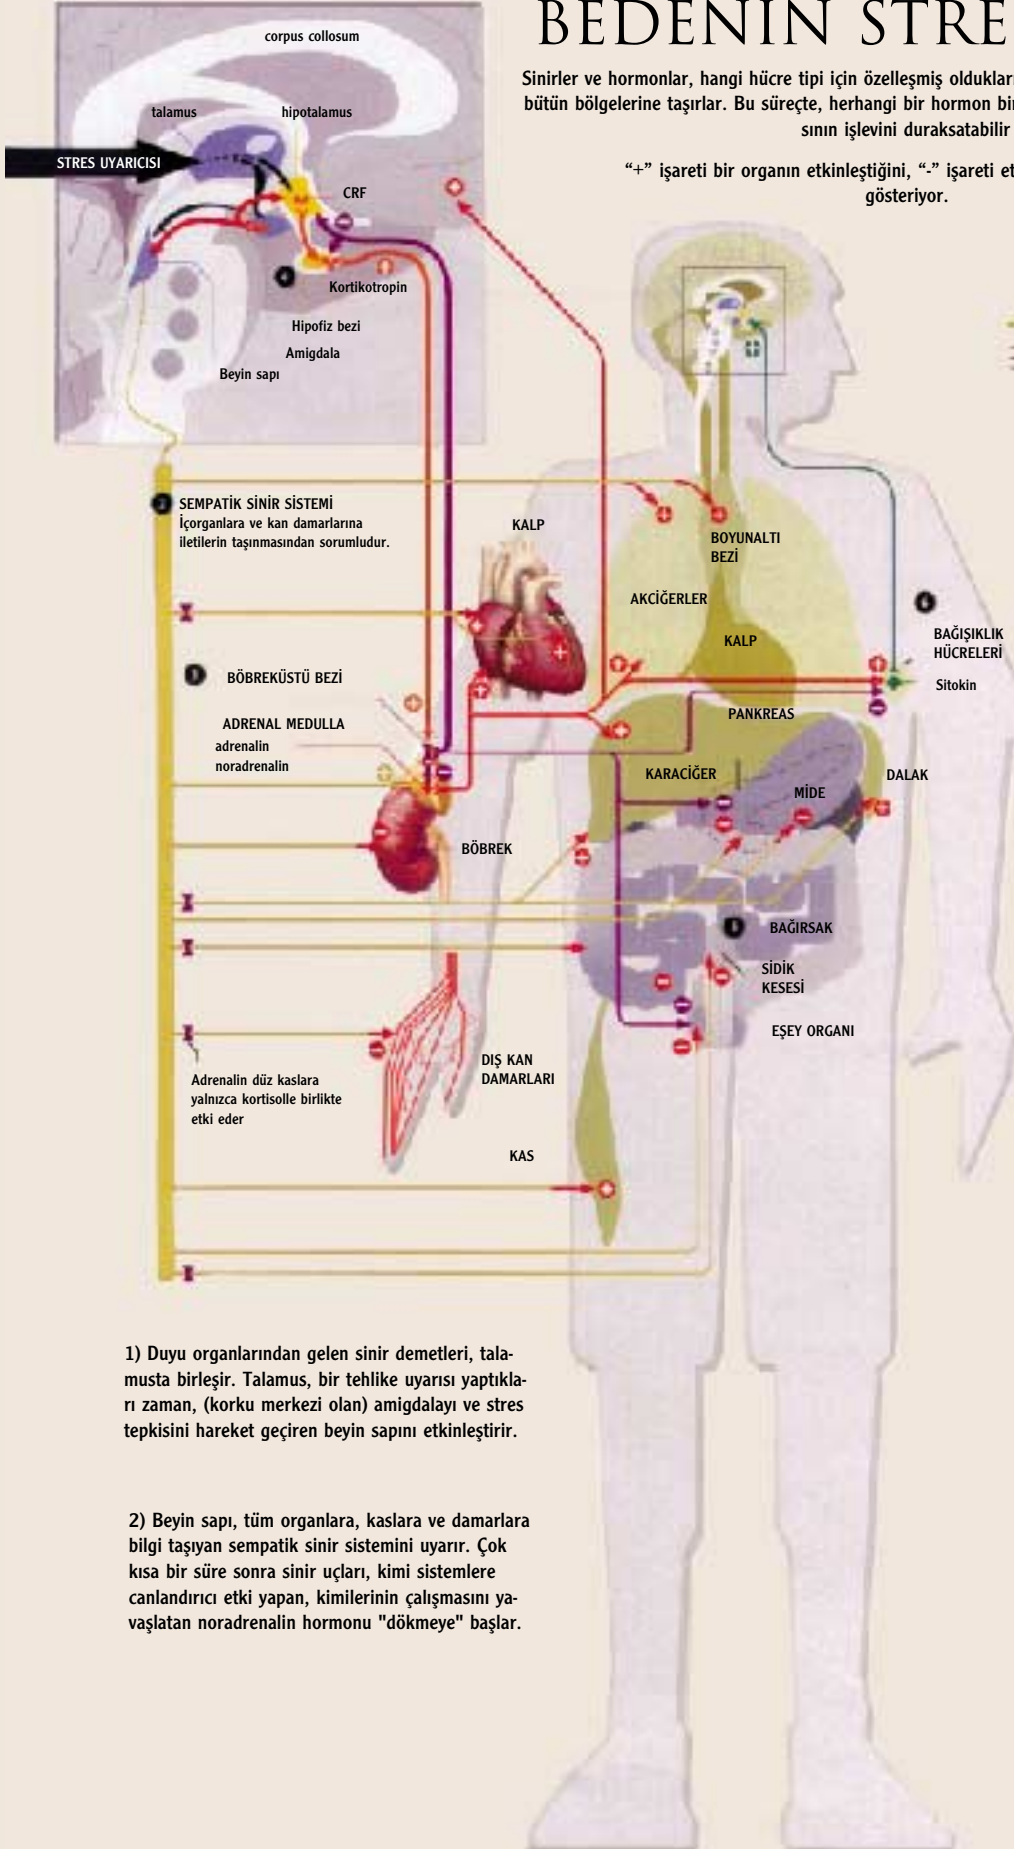 BEDENİN STRE
Sinirler ve hormonlar, hangi hücre tipi için özelleşmiş oldukları
bütün bölgelerine taşırlar. Bu süreçte, herhangi bir hormon bir
sının işlevini duraksatabilir
“+” işareti bir organın etkinleştiğini, “-” işareti et
gösteriyor.
corpus collosum
talamus
hipotalamus
STRES UYARICISI
CRF
4
Kortikotropin
Hipofiz bezi
Amigdala
Beyin sapı
2 SEMPATİK SİNİR SİSTEMİ
İçorganlara ve kan damarlarına
iletilerin taşınmasından sorumludur.
KALP
BOYUNALTI
BEZİ
AKCİĞERLER
KALP
6
BAĞIŞIKLIK
HÜCRELERİ
Sitokin
3 BÖBREKÜSTÜ BEZİ
ADRENAL MEDULLA
adrenalin
noradrenalin
PANKREAS
KARACİĞER
MİDE
DALAK
BÖBREK
5 BAĞIRSAK
SİDİK
KESESİ
EŞEY ORGANI
DIŞ KAN
DAMARLARI
Adrenalin düz kaslara
yalnızca kortisolle birlikte
etki eder
KAS
1) Duyu organlarından gelen sinir demetleri, tala-
musta birleşir. Talamus, bir tehlike uyarısı yaptıkla-
rı zaman, (korku merkezi olan) amigdalayı ve stres
tepkisini hareket geçiren beyin sapını etkinleştirir.
2) Beyin sapı, tüm organlara, kaslara ve damarlara
bilgi taşıyan sempatik sinir sistemini uyarır. Çok
kısa bir süre sonra sinir uçları, kimi sistemlere
canlandırıcı etki yapan, kimilerinin çalışmasını ya-
vaşlatan noradrenalin hormonu "dökmeye" başlar.